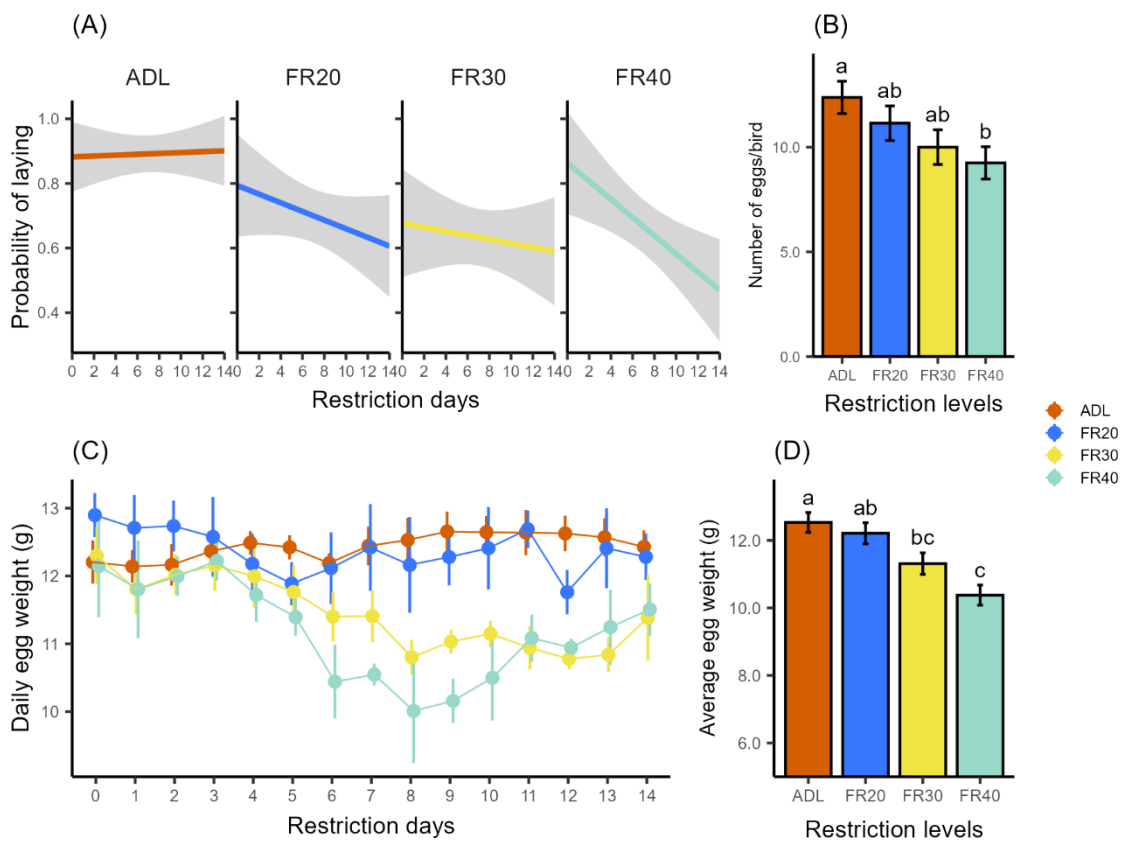 (A)
ADL FR20 FR30 FR40
Probability of laying
1.0
0.8
0.6
0.4
0 2 4 6 8 10 12 14 0 2 4 6 8 10 12 14 0 2 4 6 8 10 12 14 0 2 4 6 8 10 12 14
Restriction days
(B)
Number of eggs/bird
10.0
5.0
0.0
a ab ab b
ADL FR20 FR30 FR40
Restriction levels
ADL
FR20
FR30
FR40
(C)
Daily egg weight (g)
13
12
11
10
0 1 2 3 4 5 6 7 8 9 10 11 12 13 14
Restriction days
(D)
Average egg weight (g)
12.0
10.0
8.0
6.0
a ab bc c
ADL FR20 FR30 FR40
Restriction levels